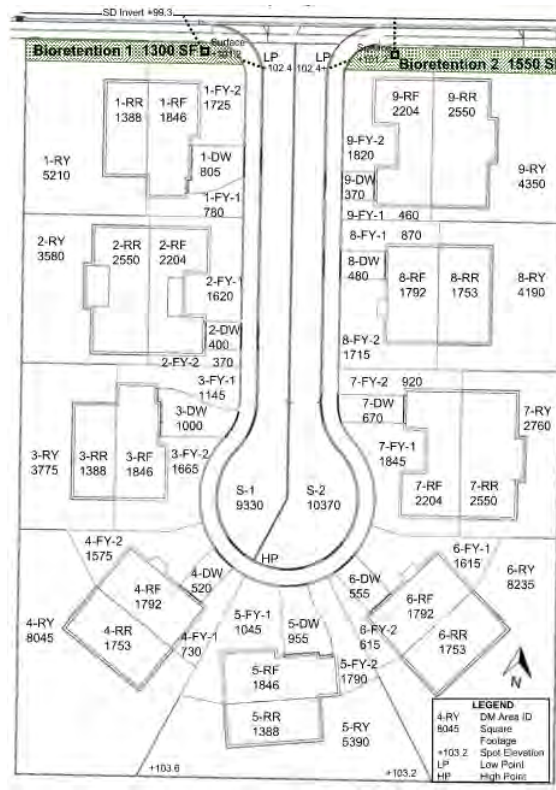 SD Invert +99.3
Bioretention 1 1300 SF
Surface
LP
LP
+102.4
102.4+
Bioretention 2 1550 S
1-FY-2
1725
1-RR
1388
1-RF
1846
1-RY
5210
1-DW
805
1-FY-1
780
9-RF
2204
9-RR
2550
9-FY-2
1820
9-DW
370
9-RY
4350
9-FY-1 460
2-RY
3580
2-RR
2550
2-RF
2204
2-FY-1
1620
2-DW
400
2-FY-2 370
8-FY-1 870
8-DW
480
8-RF
1792
8-RR
1753
8-RY
4190
8-FY-2
1715
3-FY-1
1145
3-DW
1000
3-RY
3775
3-RR
1388
3-RF
1846
3-FY-2
1665
7-FY-2 920
7-DW
670
7-RY
2760
7-FY-1
1845
7-RF
2204
7-RR
2550
S-1
9330
S-2
10370
HP
4-FY-2
1575
4-DW
520
4-RF
1792
4-RR
1753
4-RY
8045
4-FY-1
730
5-FY-1
1045
5-DW
955
5-RF
1846
5-RR
1388
5-FY-2
1790
5-RY
5390
6-DW
555
6-FY-1
1615
6-RY
8235
6-RF
1792
6-FY-2
615
6-RR
1753
N
+103.6
+103.2
LEGEND
4-RY DM Area ID
8045 Square
Footage
+103.2 Spot Elevation
LP Low Point
HP High Point